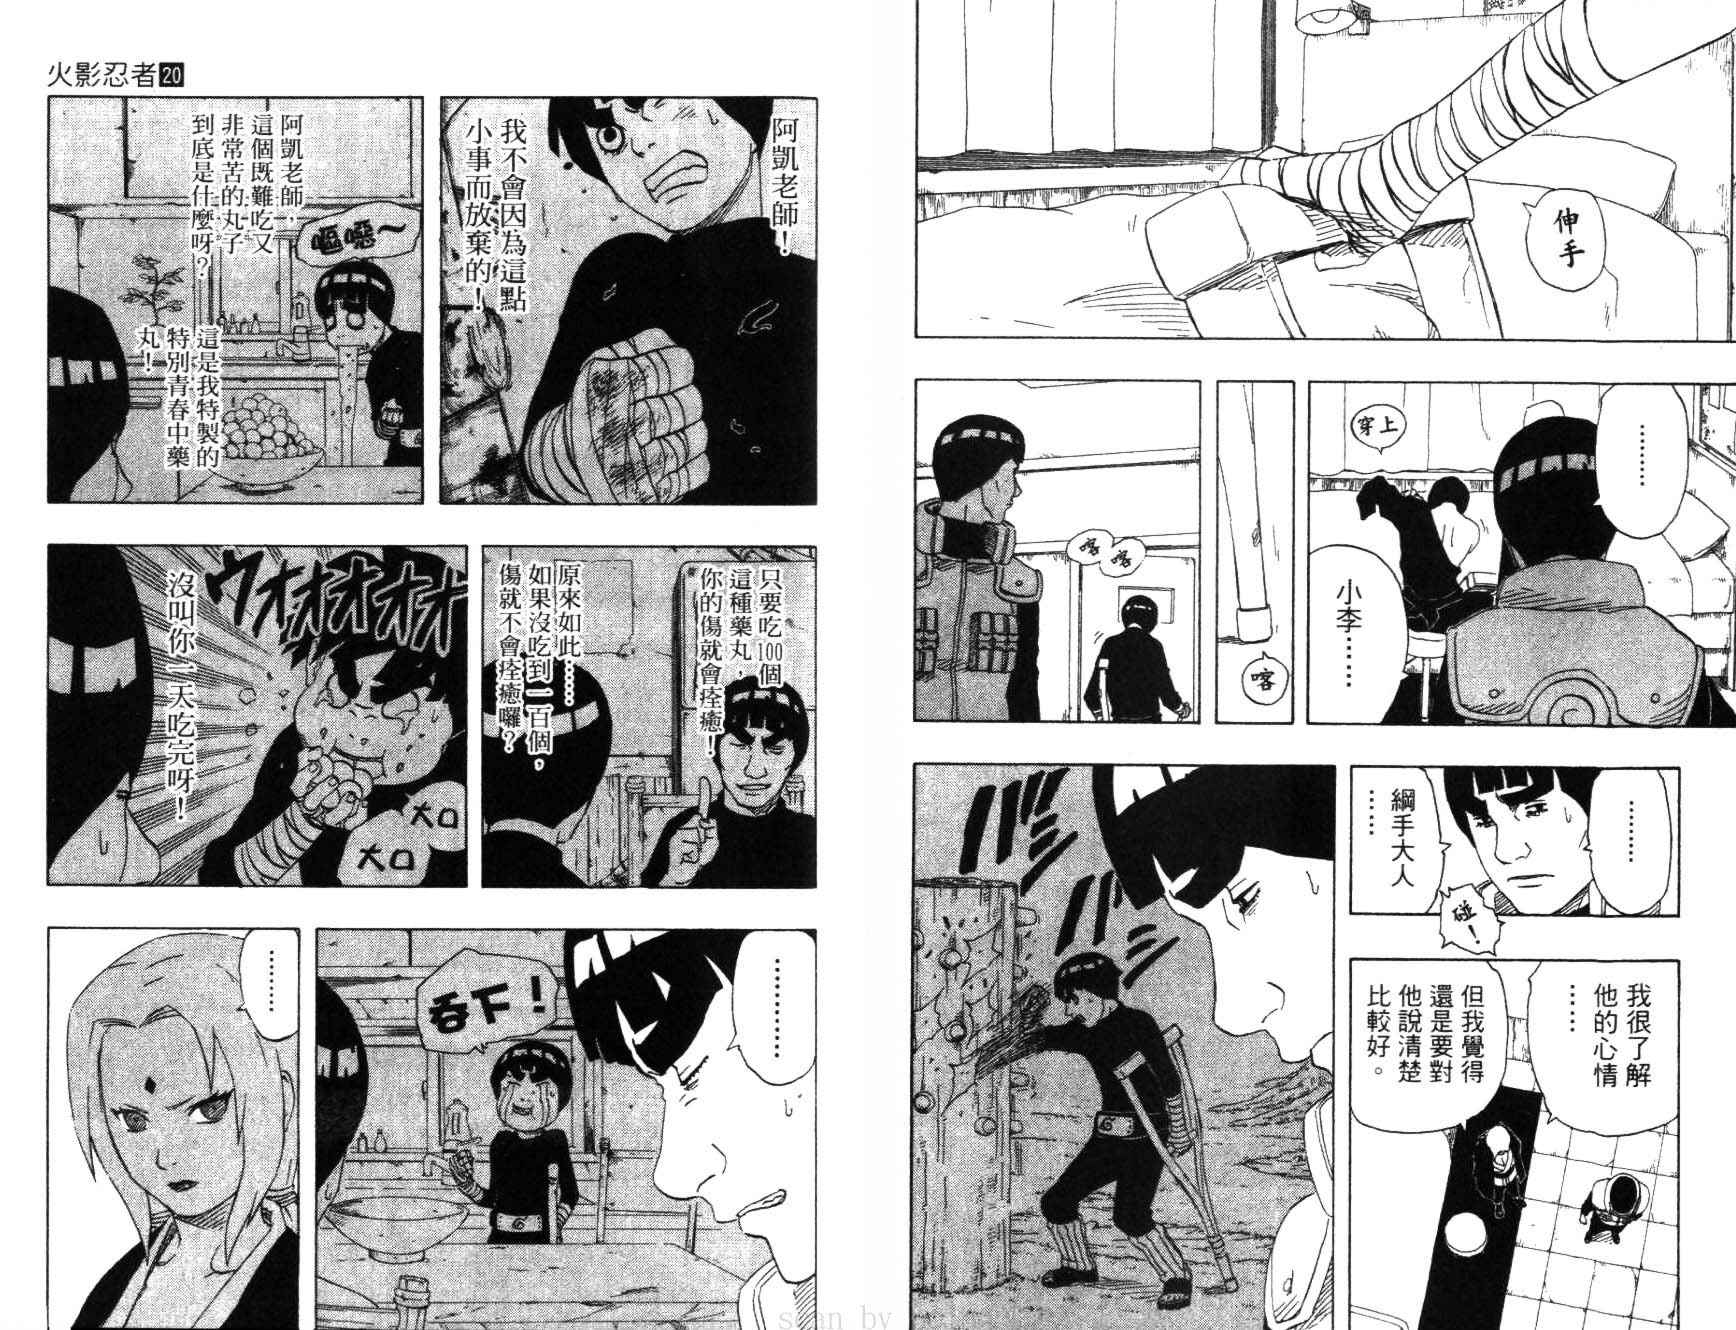 伸手
⋯⋯⋯
穿上
小李⋯⋯
喀
喀
喀
⋯⋯⋯
綱手大人
⋯⋯
碰！
我很了解
他的心情
⋯⋯
但我覺得
還是要對
他說清楚
比較好。
火影忍者20
阿凱老師！
我不會因為這點
小事而放棄的！
阿凱老師，
這個既難吃又
非常苦的丸子
到底是什麼呀？
嘔噁～
這是我特製的
特別青春中藥
丸！
只要吃100個
這種藥丸，
你的傷就會痊癒！
原來如此⋯⋯
如果沒吃到一百個，
傷就不會痊癒囉？
ウオオオオオオ
大口
大口
沒叫你一天吃完呀！
⋯⋯⋯
吞下！
⋯⋯⋯
scan by